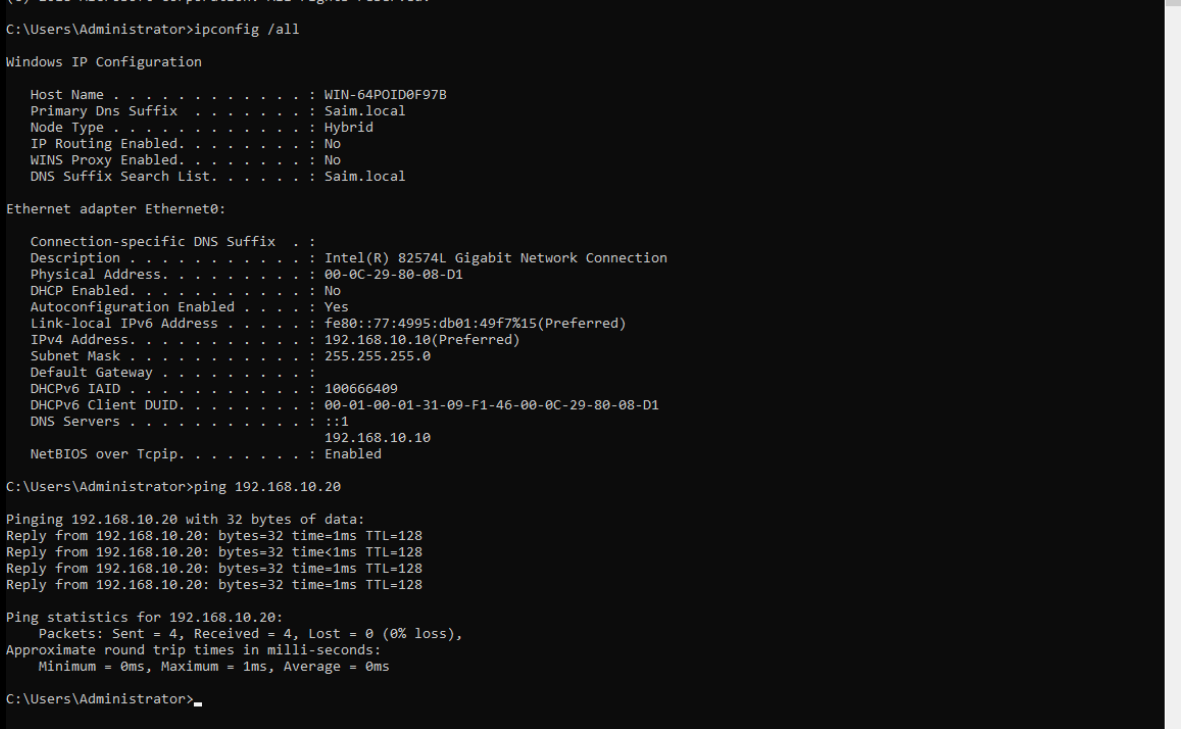 C:\Users\Administrator>ipconfig /all
Windows IP Configuration
Host Name . . . . . . . . . . . . : WIN-64POID0F97B
Primary Dns Suffix  . . . . . . . : Saim.local
Node Type . . . . . . . . . . . . : Hybrid
IP Routing Enabled. . . . . . . . : No
WINS Proxy Enabled. . . . . . . . : No
DNS Suffix Search List. . . . . . : Saim.local
Ethernet adapter Ethernet0:
Connection-specific DNS Suffix  . :
Description . . . . . . . . . . . : Intel(R) 82574L Gigabit Network Connection
Physical Address. . . . . . . . . : 00-0C-29-80-08-D1
DHCP Enabled. . . . . . . . . . . : No
Autoconfiguration Enabled . . . . : Yes
Link-local IPv6 Address . . . . . : fe80::77:4995:db01:49f7%15(Preferred)
IPv4 Address. . . . . . . . . . . : 192.168.10.10(Preferred)
Subnet Mask . . . . . . . . . . . : 255.255.255.0
Default Gateway . . . . . . . . . :
DHCPv6 IAID . . . . . . . . . . . : 100666409
DHCPv6 Client DUID. . . . . . . . : 00-01-00-01-31-09-F1-46-00-0C-29-80-08-D1
DNS Servers . . . . . . . . . . . : ::1
192.168.10.10
NetBIOS over Tcpip. . . . . . . . : Enabled
C:\Users\Administrator>ping 192.168.10.20
Pinging 192.168.10.20 with 32 bytes of data:
Reply from 192.168.10.20: bytes=32 time=1ms TTL=128
Reply from 192.168.10.20: bytes=32 time<1ms TTL=128
Reply from 192.168.10.20: bytes=32 time=1ms TTL=128
Reply from 192.168.10.20: bytes=32 time=1ms TTL=128
Ping statistics for 192.168.10.20:
Packets: Sent = 4, Received = 4, Lost = 0 (0% loss),
Approximate round trip times in milli-seconds:
Minimum = 0ms, Maximum = 1ms, Average = 0ms
C:\Users\Administrator>